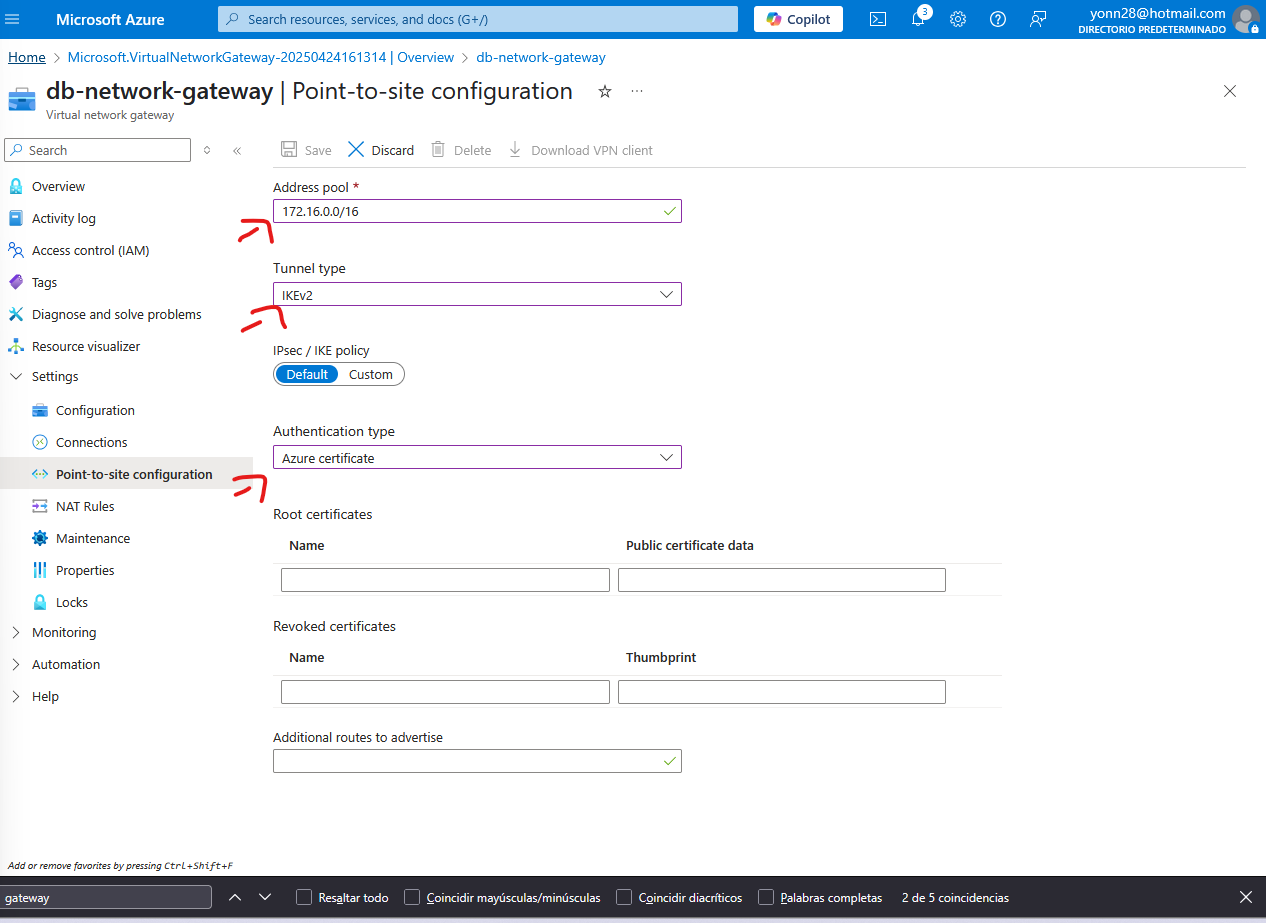 Microsoft Azure
Search resources, services, and docs (G+/)
Copilot
3
yonn28@hotmail.com
DIRECTORIO PREDETERMINADO
Home > Microsoft.VirtualNetworkGateway-20250424161314 | Overview > db-network-gateway
db-network-gateway | Point-to-site configuration
Virtual network gateway
Search
Save Discard Delete Download VPN client
Overview
Activity log
Access control (IAM)
Tags
Diagnose and solve problems
Resource visualizer
Settings
Configuration
Connections
Point-to-site configuration
NAT Rules
Maintenance
Properties
Locks
Monitoring
Automation
Help
Address pool *
172.16.0.0/16
Tunnel type
IKEv2
IPsec / IKE policy
Default Custom
Authentication type
Azure certificate
Root certificates
Name Public certificate data
Revoked certificates
Name Thumbprint
Additional routes to advertise
Add or remove favorites by pressing Ctrl+Shift+F
gateway
Resaltar todo
Coincidir mayúsculas/minúsculas
Coincidir diacríticos
Palabras completas
2 de 5 coincidencias